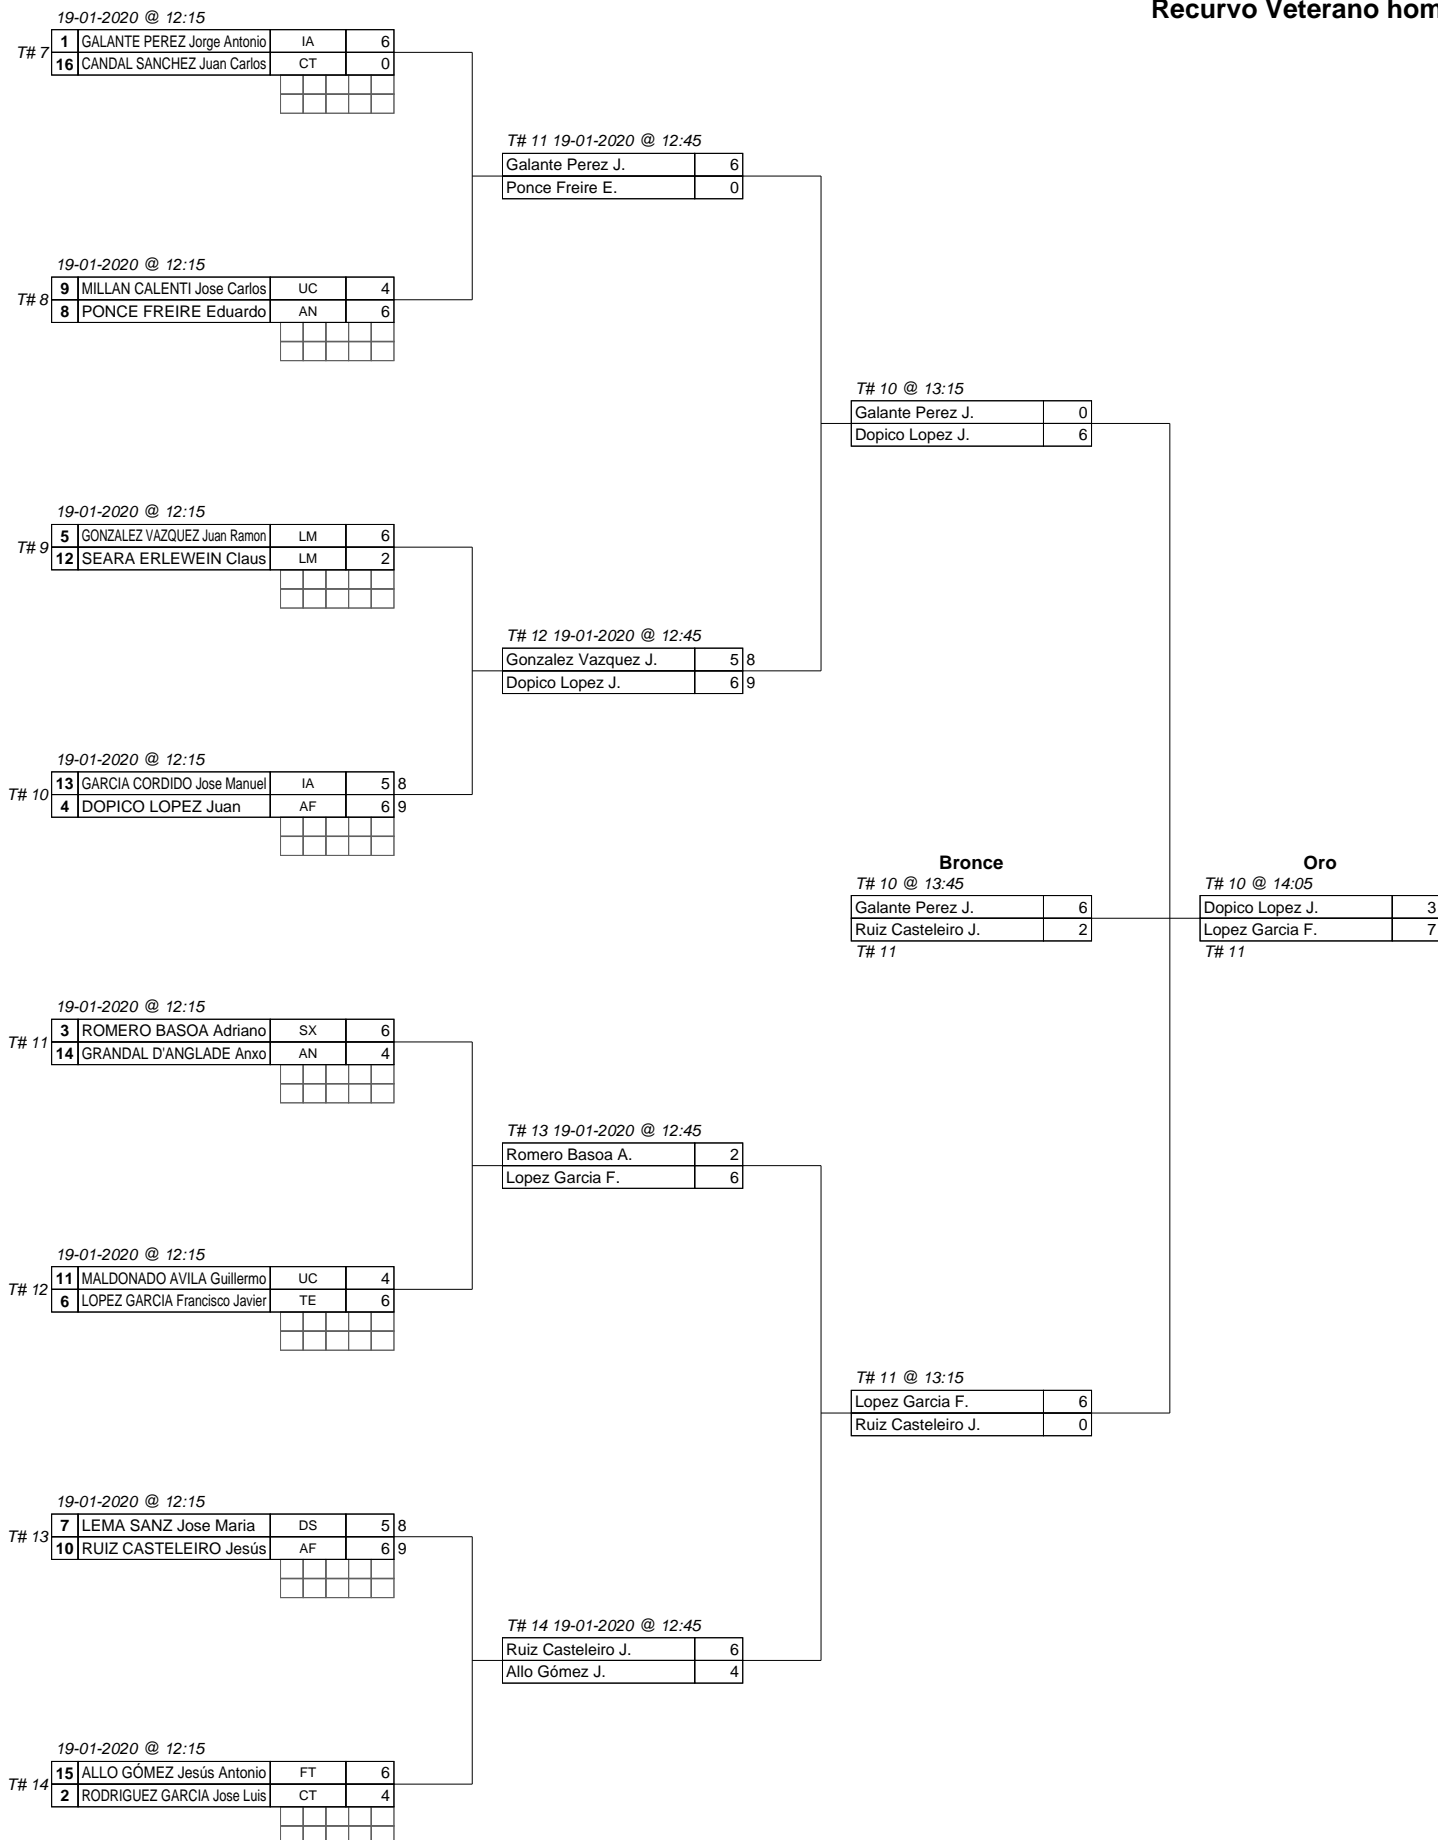 Recurvo Veterano hom
19-01-2020 @ 12:15
T# 7
1 GALANTE PEREZ Jorge Antonio IA 6
16 CANDAL SANCHEZ Juan Carlos CT 0
T# 11 19-01-2020 @ 12:45
Galante Perez J. 6
Ponce Freire E. 0
19-01-2020 @ 12:15
T# 8
9 MILLAN CALENTI Jose Carlos UC 4
8 PONCE FREIRE Eduardo AN 6
T# 10 @ 13:15
Galante Perez J. 0
Dopico Lopez J. 6
19-01-2020 @ 12:15
T# 9
5 GONZALEZ VAZQUEZ Juan Ramon LM 6
12 SEARA ERLEWEIN Claus LM 2
T# 12 19-01-2020 @ 12:45
Gonzalez Vazquez J. 5 8
Dopico Lopez J. 6 9
19-01-2020 @ 12:15
T# 10
13 GARCIA CORDIDO Jose Manuel IA 5 8
4 DOPICO LOPEZ Juan AF 6 9
Bronce
T# 10 @ 13:45
Galante Perez J. 6
Ruiz Casteleiro J. 2
T# 11
Oro
T# 10 @ 14:05
Dopico Lopez J. 3
Lopez Garcia F. 7
T# 11
19-01-2020 @ 12:15
T# 11
3 ROMERO BASOA Adriano SX 6
14 GRANDAL D'ANGLADE Anxo AN 4
T# 13 19-01-2020 @ 12:45
Romero Basoa A. 2
Lopez Garcia F. 6
19-01-2020 @ 12:15
T# 12
11 MALDONADO AVILA Guillermo UC 4
6 LOPEZ GARCIA Francisco Javier TE 6
T# 11 @ 13:15
Lopez Garcia F. 6
Ruiz Casteleiro J. 0
19-01-2020 @ 12:15
T# 13
7 LEMA SANZ Jose Maria DS 5 8
10 RUIZ CASTELEIRO Jesús AF 6 9
T# 14 19-01-2020 @ 12:45
Ruiz Casteleiro J. 6
Allo Gómez J. 4
19-01-2020 @ 12:15
T# 14
15 ALLO GÓMEZ Jesús Antonio FT 6
2 RODRIGUEZ GARCIA Jose Luis CT 4